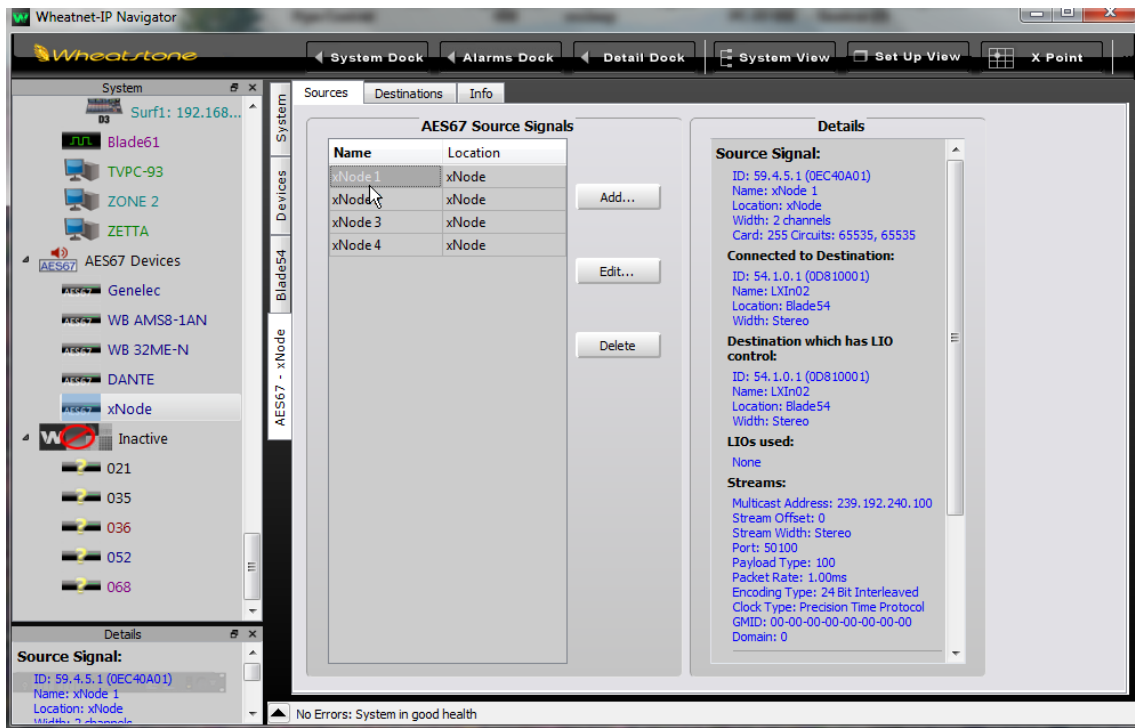 Wheatnet-IP Navigator
Wheatstone
System Dock
Alarms Dock
Detail Dock
System View
Set Up View
X Point
System
D3
Surf1: 192.168...
Blade61
TVPC-93
ZONE 2
ZETTA
AES67
AES67 Devices
AES67
Genelec
AES67
WB AMS8-1AN
AES67
WB 32ME-N
AES67
DANTE
AES67
xNode
W
Inactive
021
035
036
052
068
Details
Source Signal:
ID: 59.4.5.1 (0EC40A01)
Name: xNode 1
Location: xNode
Width: 2 channels
System
Devices
Blade54
AES67 - xNode
Sources
Destinations
Info
AES67 Source Signals
Name
Location
xNode 1
xNode
xNode
xNode 3
xNode
xNode 4
xNode
Add...
Edit...
Delete
Details
Source Signal:
ID: 59.4.5.1 (0EC40A01)
Name: xNode 1
Location: xNode
Width: 2 channels
Card: 255 Circuits: 65535, 65535
Connected to Destination:
ID: 54.1.0.1 (0D810001)
Name: LXIn02
Location: Blade54
Width: Stereo
Destination which has LIO
control:
ID: 54.1.0.1 (0D810001)
Name: LXIn02
Location: Blade54
Width: Stereo
LIOs used:
None
Streams:
Multicast Address: 239.192.240.100
Stream Offset: 0
Stream Width: Stereo
Port: 50100
Payload Type: 100
Packet Rate: 1.00ms
Encoding Type: 24 Bit Interleaved
Clock Type: Precision Time Protocol
GMID: 00-00-00-00-00-00-00-00
Domain: 0
No Errors: System in good health